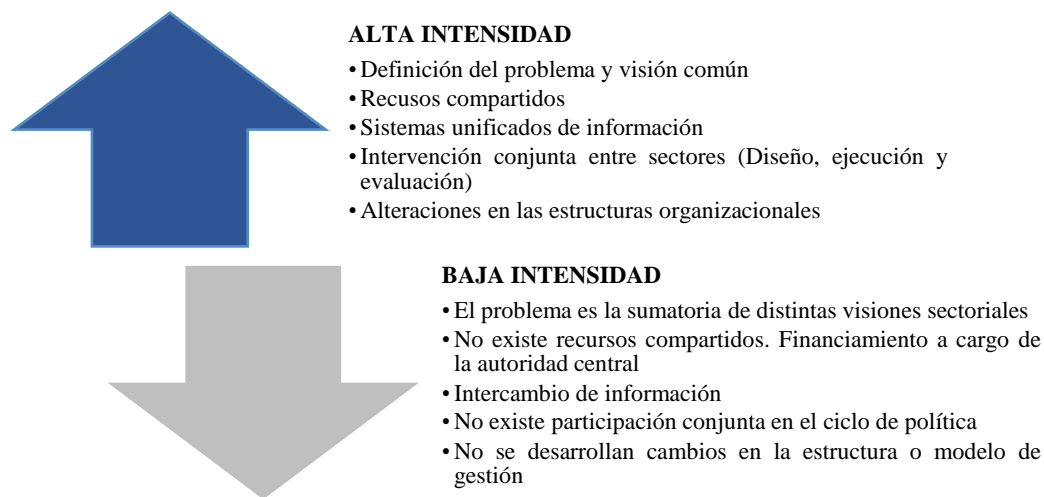 ALTA INTENSIDAD
• Definición del problema y visión común
• Recusos compartidos
• Sistemas unificados de información
• Intervención conjunta entre sectores (Diseño, ejecución y
evaluación)
• Alteraciones en las estructuras organizacionales
BAJA INTENSIDAD
• El problema es la sumatoria de distintas visiones sectoriales
• No existe recursos compartidos. Financiamiento a cargo de
la autoridad central
• Intercambio de información
• No existe participación conjunta en el ciclo de política
• No se desarrollan cambios en la estructura o modelo de
gestión